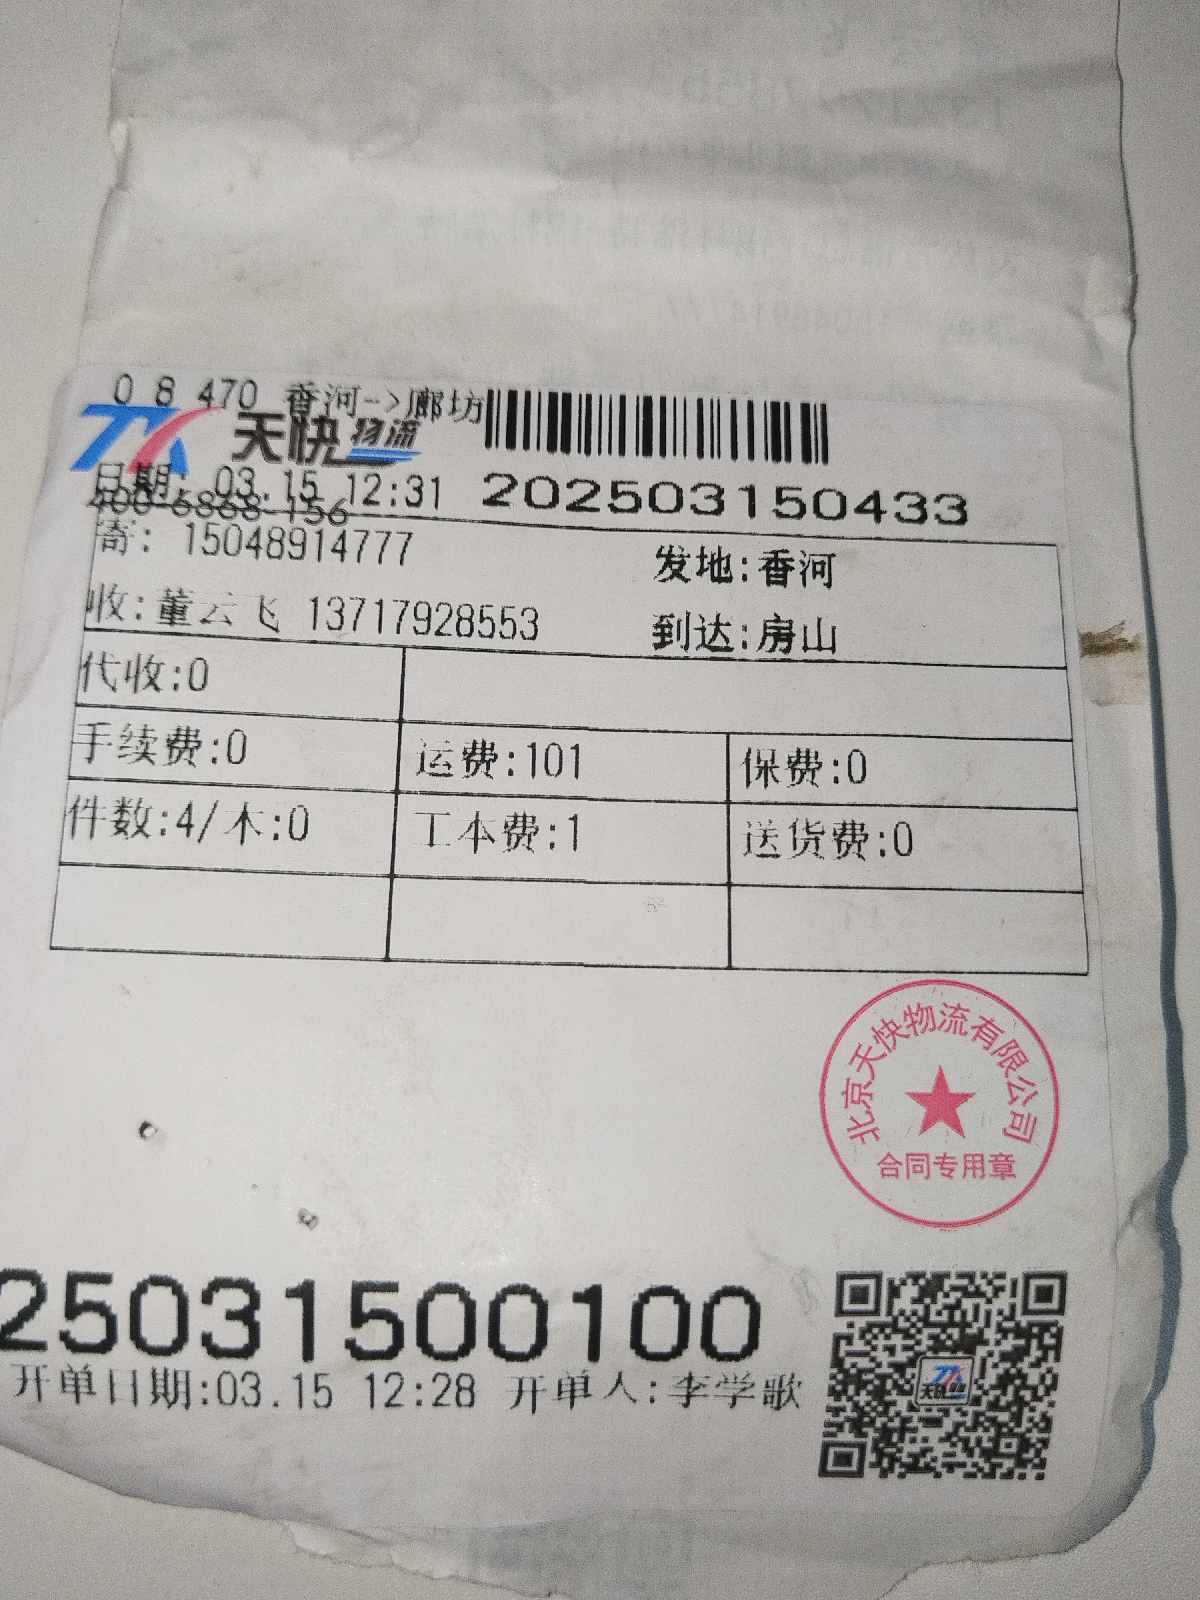 0 8 470 香河->廊坊
TK 天快物流
日期: 03.15 12:31 202503150433
400-6868-156
寄: 15048914777 发地:香河
收:董云飞 13717928553 到达:房山
代收:0
手续费:0 运费:101 保费:0
件数:4/木:0 工本费:1 送货费:0
北京天快物流有限公司
合同专用章
25031500100
开单日期:03.15 12:28 开单人:李学歌
天快